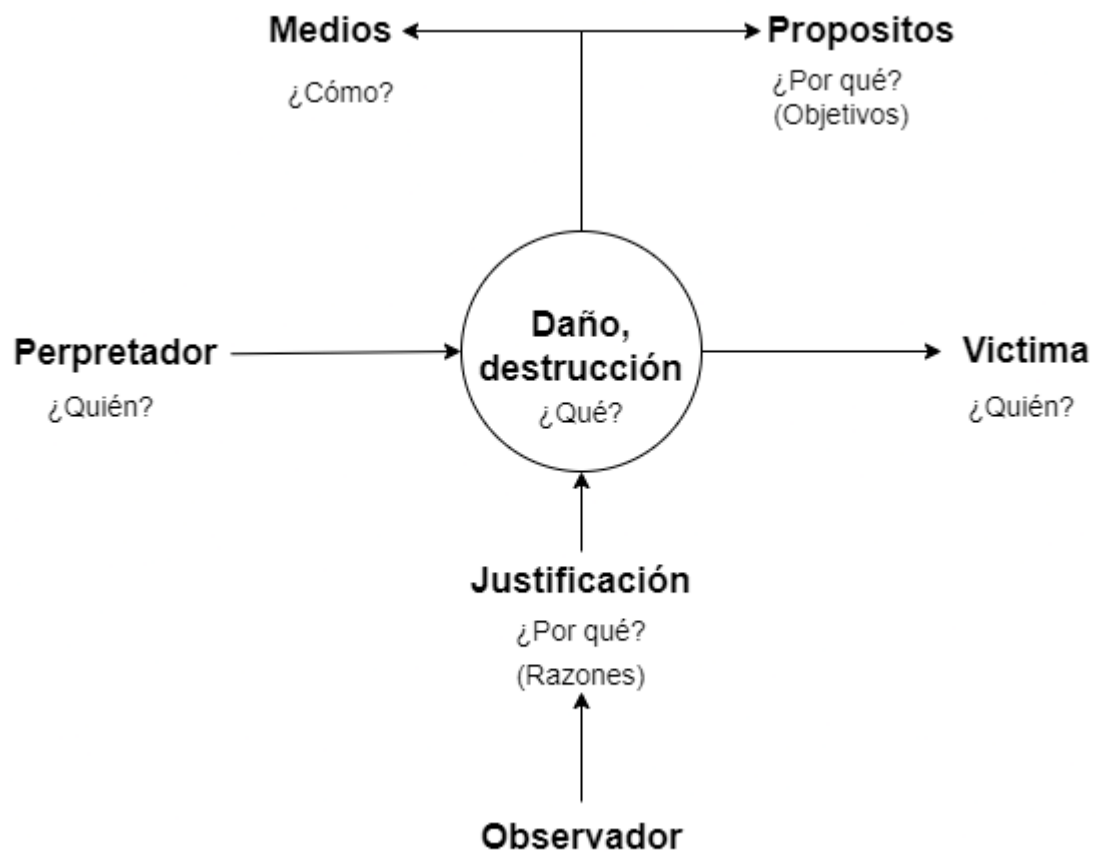 Medios
Propositos
¿Cómo?
¿Por qué?
(Objetivos)
Daño,
destrucción
¿Qué?
Perpretador
¿Quién?
Victima
¿Quién?
Justificación
¿Por qué?
(Razones)
Observador